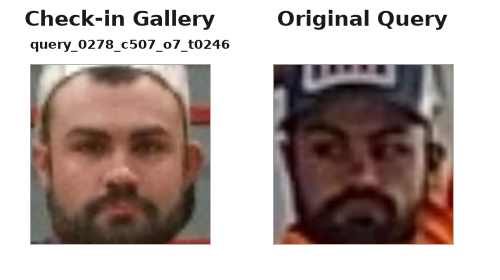 Check-in Gallery
Original Query
query_0278_c507_o7_t0246